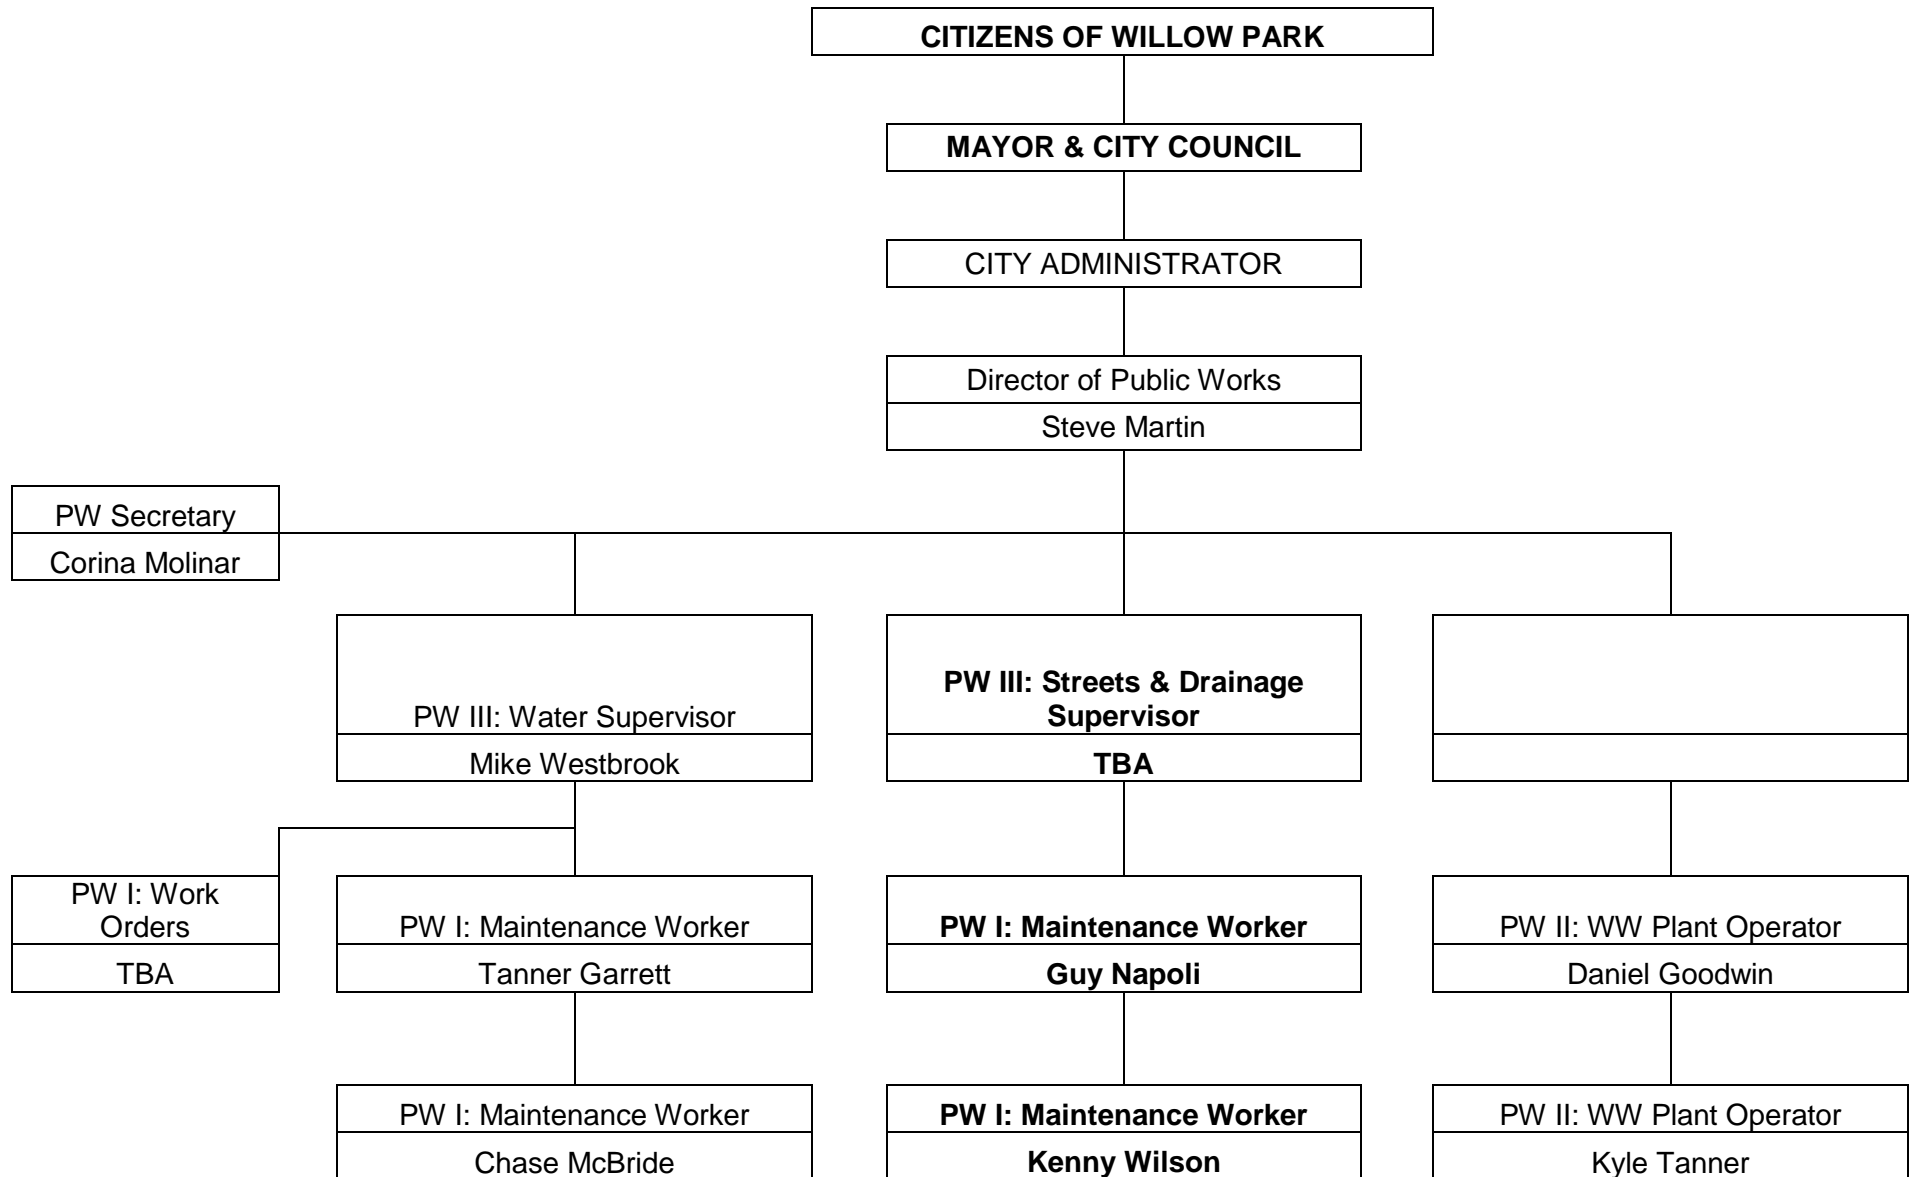 CITIZENS OF WILLOW PARK
MAYOR & CITY COUNCIL
CITY ADMINISTRATOR
Director of Public Works
Steve Martin
PW Secretary
Corina Molinar
PW III: Water Supervisor
Mike Westbrook
PW III: Streets & Drainage
Supervisor
TBA
PW I: Work
Orders
TBA
PW I: Maintenance Worker
Tanner Garrett
PW I: Maintenance Worker
Guy Napoli
PW II: WW Plant Operator
Daniel Goodwin
PW I: Maintenance Worker
Chase McBride
PW I: Maintenance Worker
Kenny Wilson
PW II: WW Plant Operator
Kyle Tanner